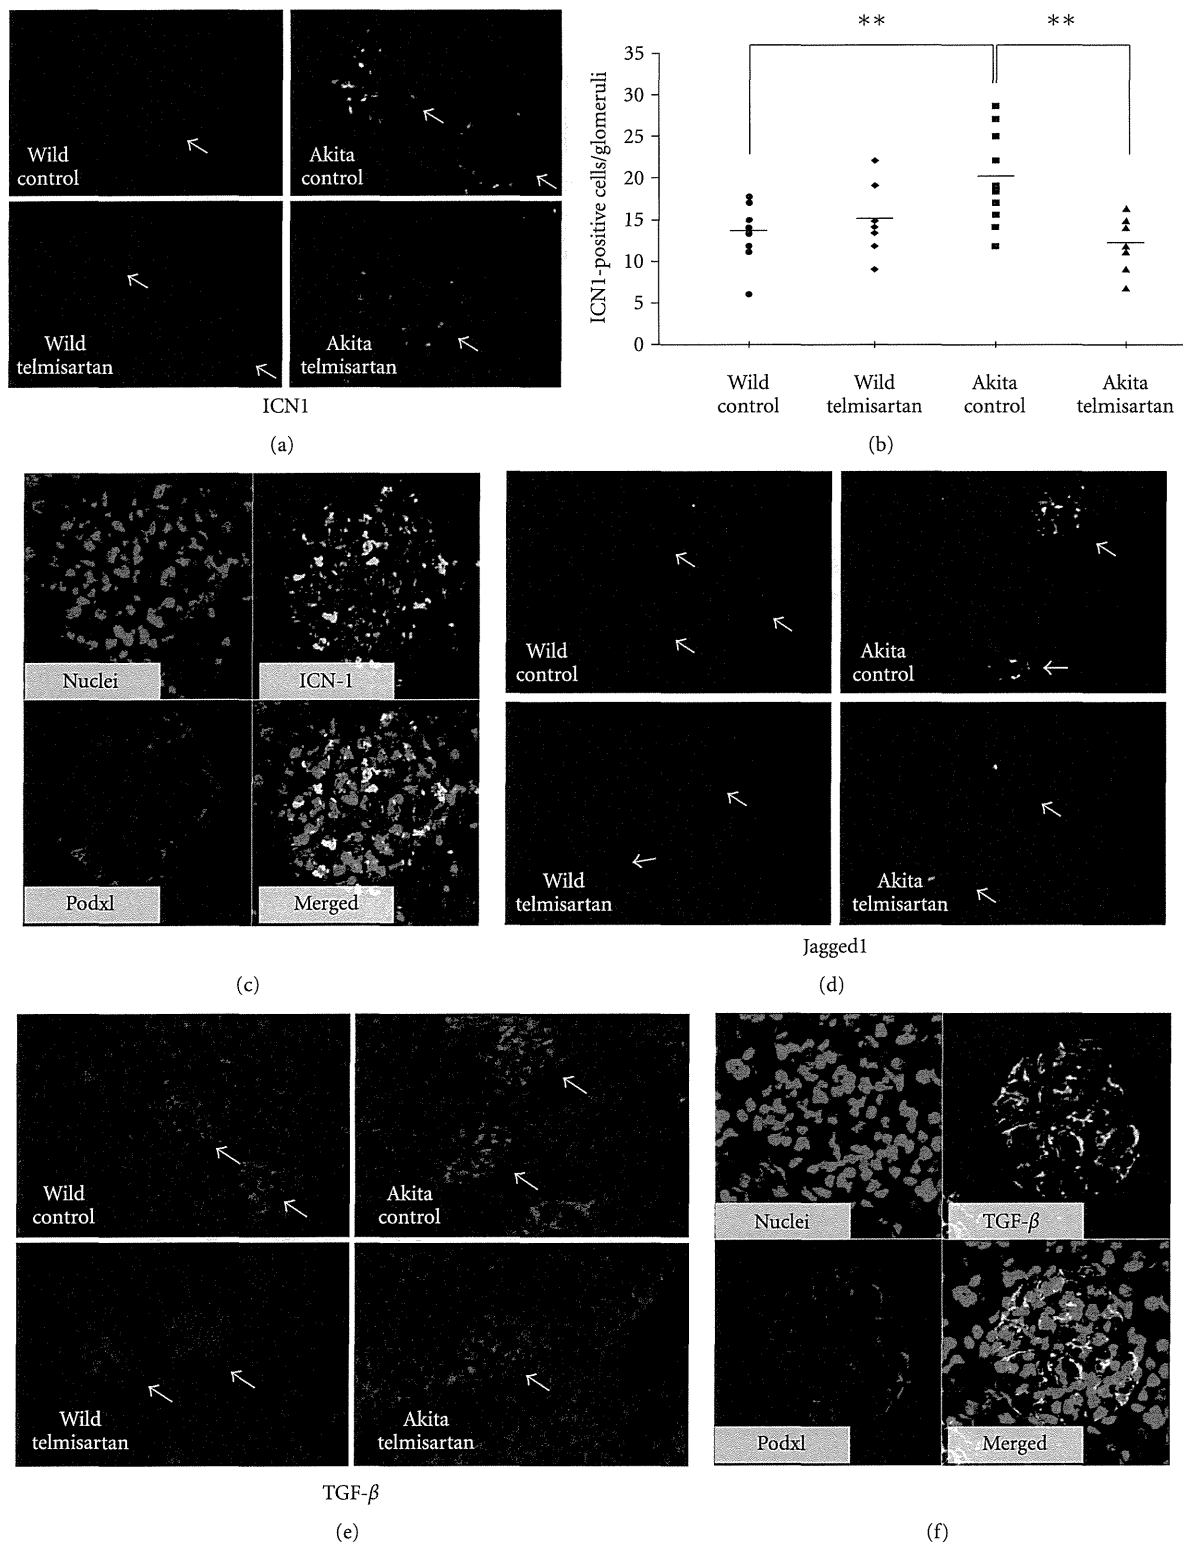 Wild
control
Akita
control
Wild
telmisartan
Akita
telmisartan
ICN1
(a)
** **
35
30
25
20
15
10
5
0
ICN1-positive cells/glomeruli
Wild
control
Wild
telmisartan
Akita
control
Akita
telmisartan
(b)
Nuclei
ICN-1
Podxl
Merged
(c)
Wild
control
Akita
control
Wild
telmisartan
Akita
telmisartan
Jagged1
(d)
Wild
control
Akita
control
Wild
telmisartan
Akita
telmisartan
TGF-β
(e)
Nuclei
TGF-β
Podxl
Merged
(f)